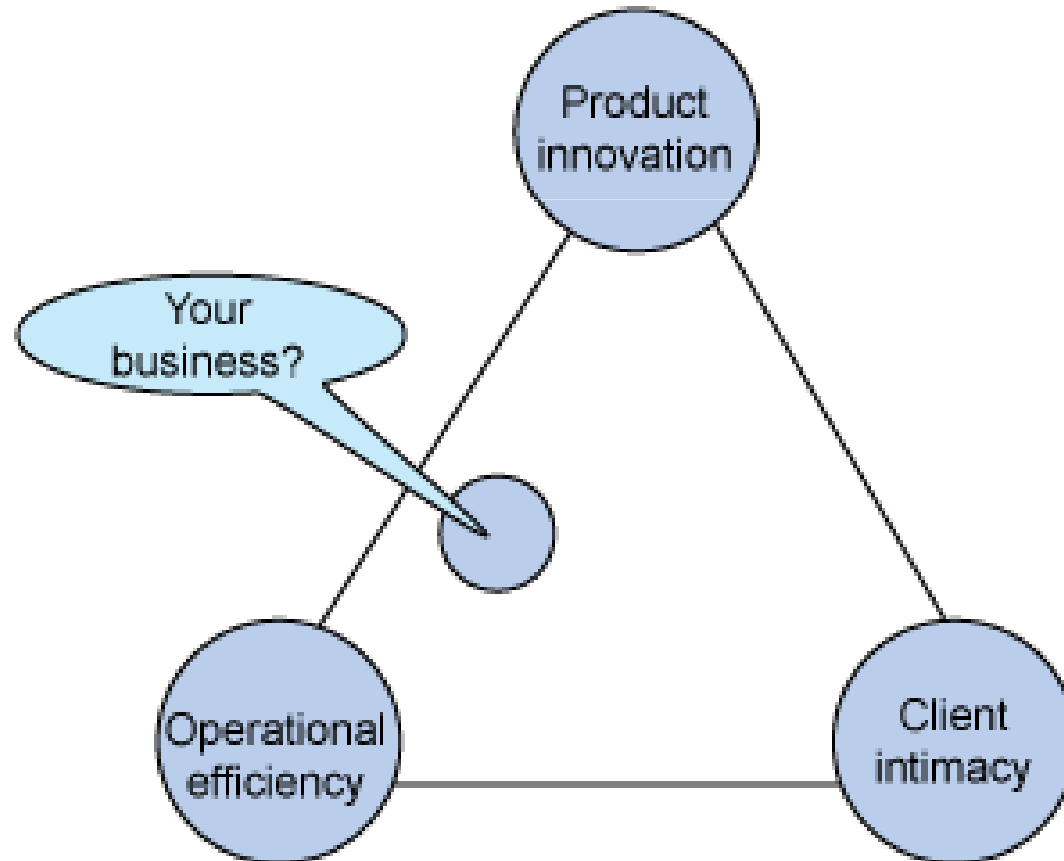 Product
innovation
Your
business?
Operational
efficiency
Client
intimacy